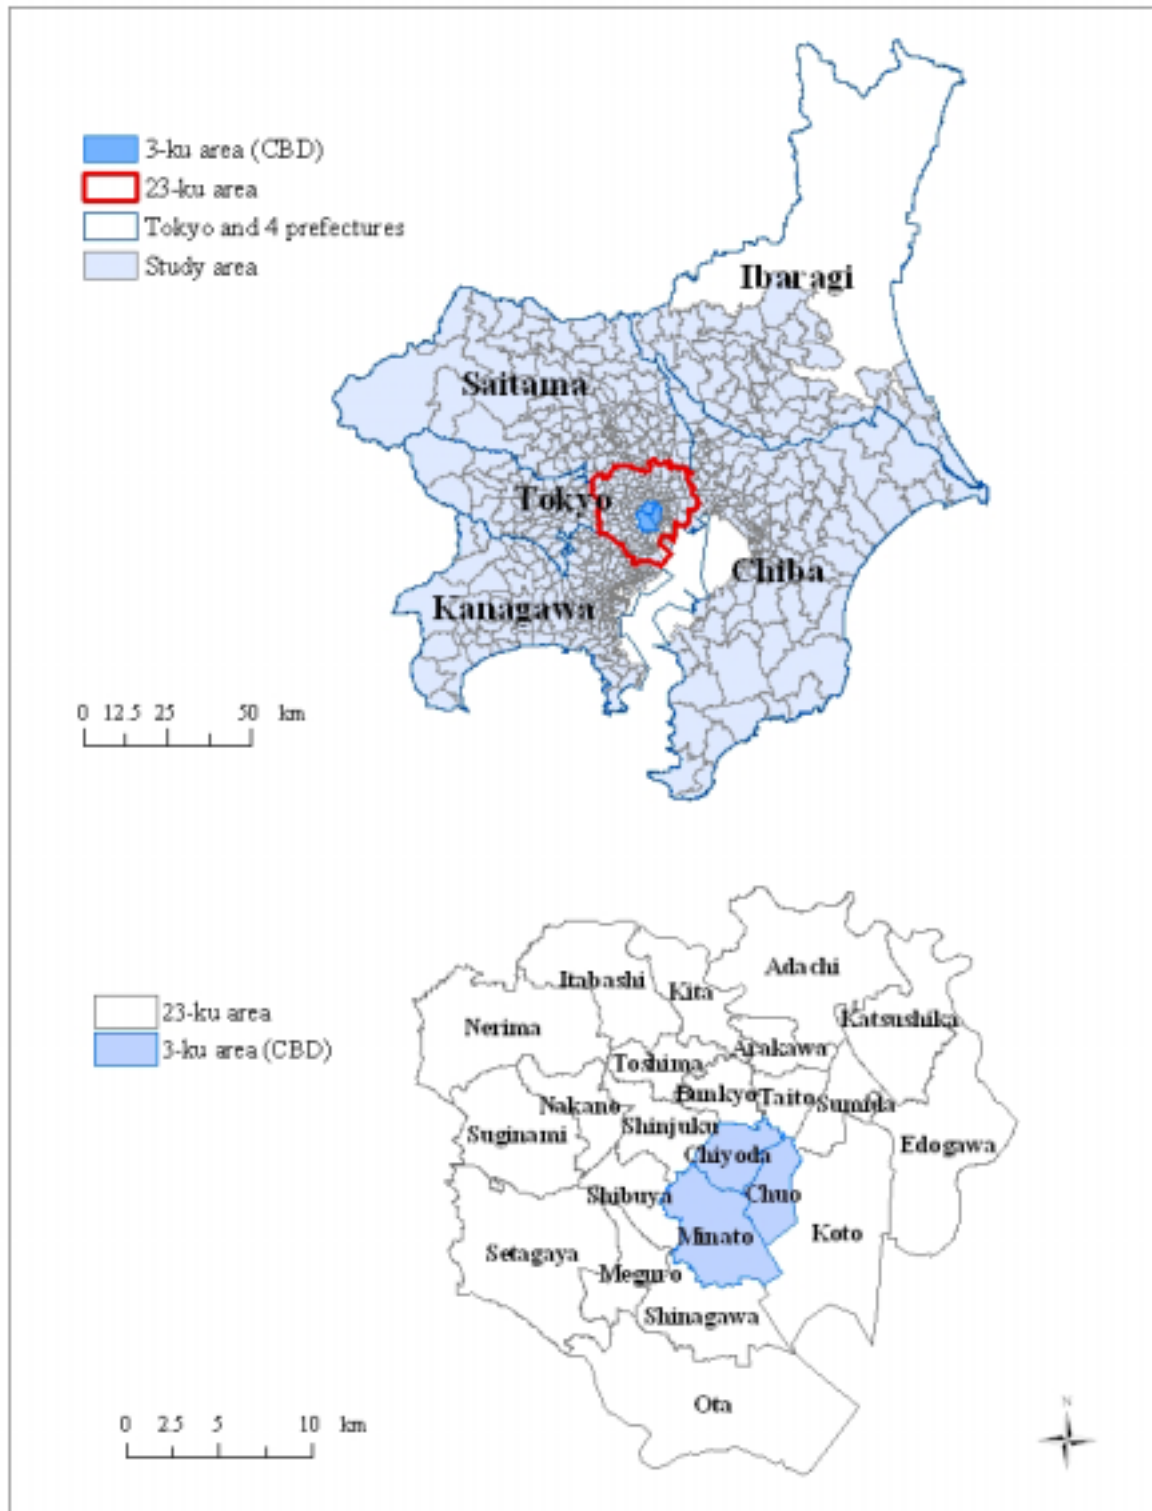 3-ku area (CBD)
23-ku area
Tokyo and 4 prefectures
Study area
Ibaragi
Saitama
Tokyo
Chiba
Kanagawa
0 12.5 25 50 km
23-ku area
3-ku area (CBD)
Adachi
Itabashi
Kita
Katsushika
Nerima
Arakawa
Toshima
Bunkyo
Taito
Sumida
Nakano
Shinjuku
Suginami
Edogawa
Chiyoda
Shibuya
Chuo
Minato
Koto
Setagaya
Meguro
Shinagawa
Ota
0 2.5 5 10 km
N